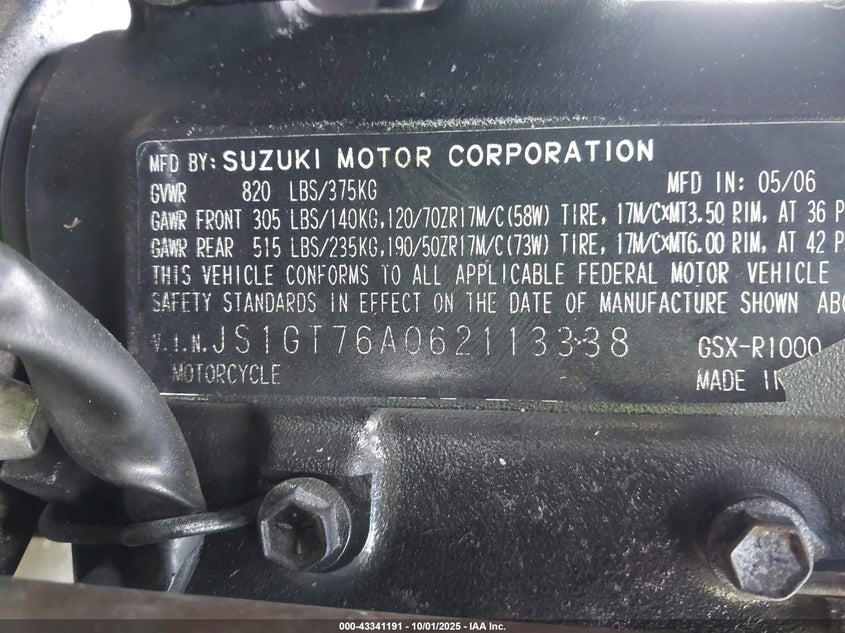 MFD BY: SUZUKI MOTOR CORPORATION
GVWR 820 LBS/375KG MFD IN: 05/06
GAWR FRONT 305 LBS/140KG,120/70ZR17M/C(58W) TIRE, 17M/CXMT3.50 RIM, AT 36 P
GAWR REAR 515 LBS/235KG,190/50ZR17M/C(73W) TIRE, 17M/CXMT6.00 RIM, AT 42 P
THIS VEHICLE CONFORMS TO ALL APPLICABLE FEDERAL MOTOR VEHICLE
SAFETY STANDARDS IN EFFECT ON THE DATE OF MANUFACTURE SHOWN ABO
V.I.N. JS1GT76A062113338 GSX-R1000
MOTORCYCLE MADE IN
000-43341191 - 10/01/2025 - IAA Inc.